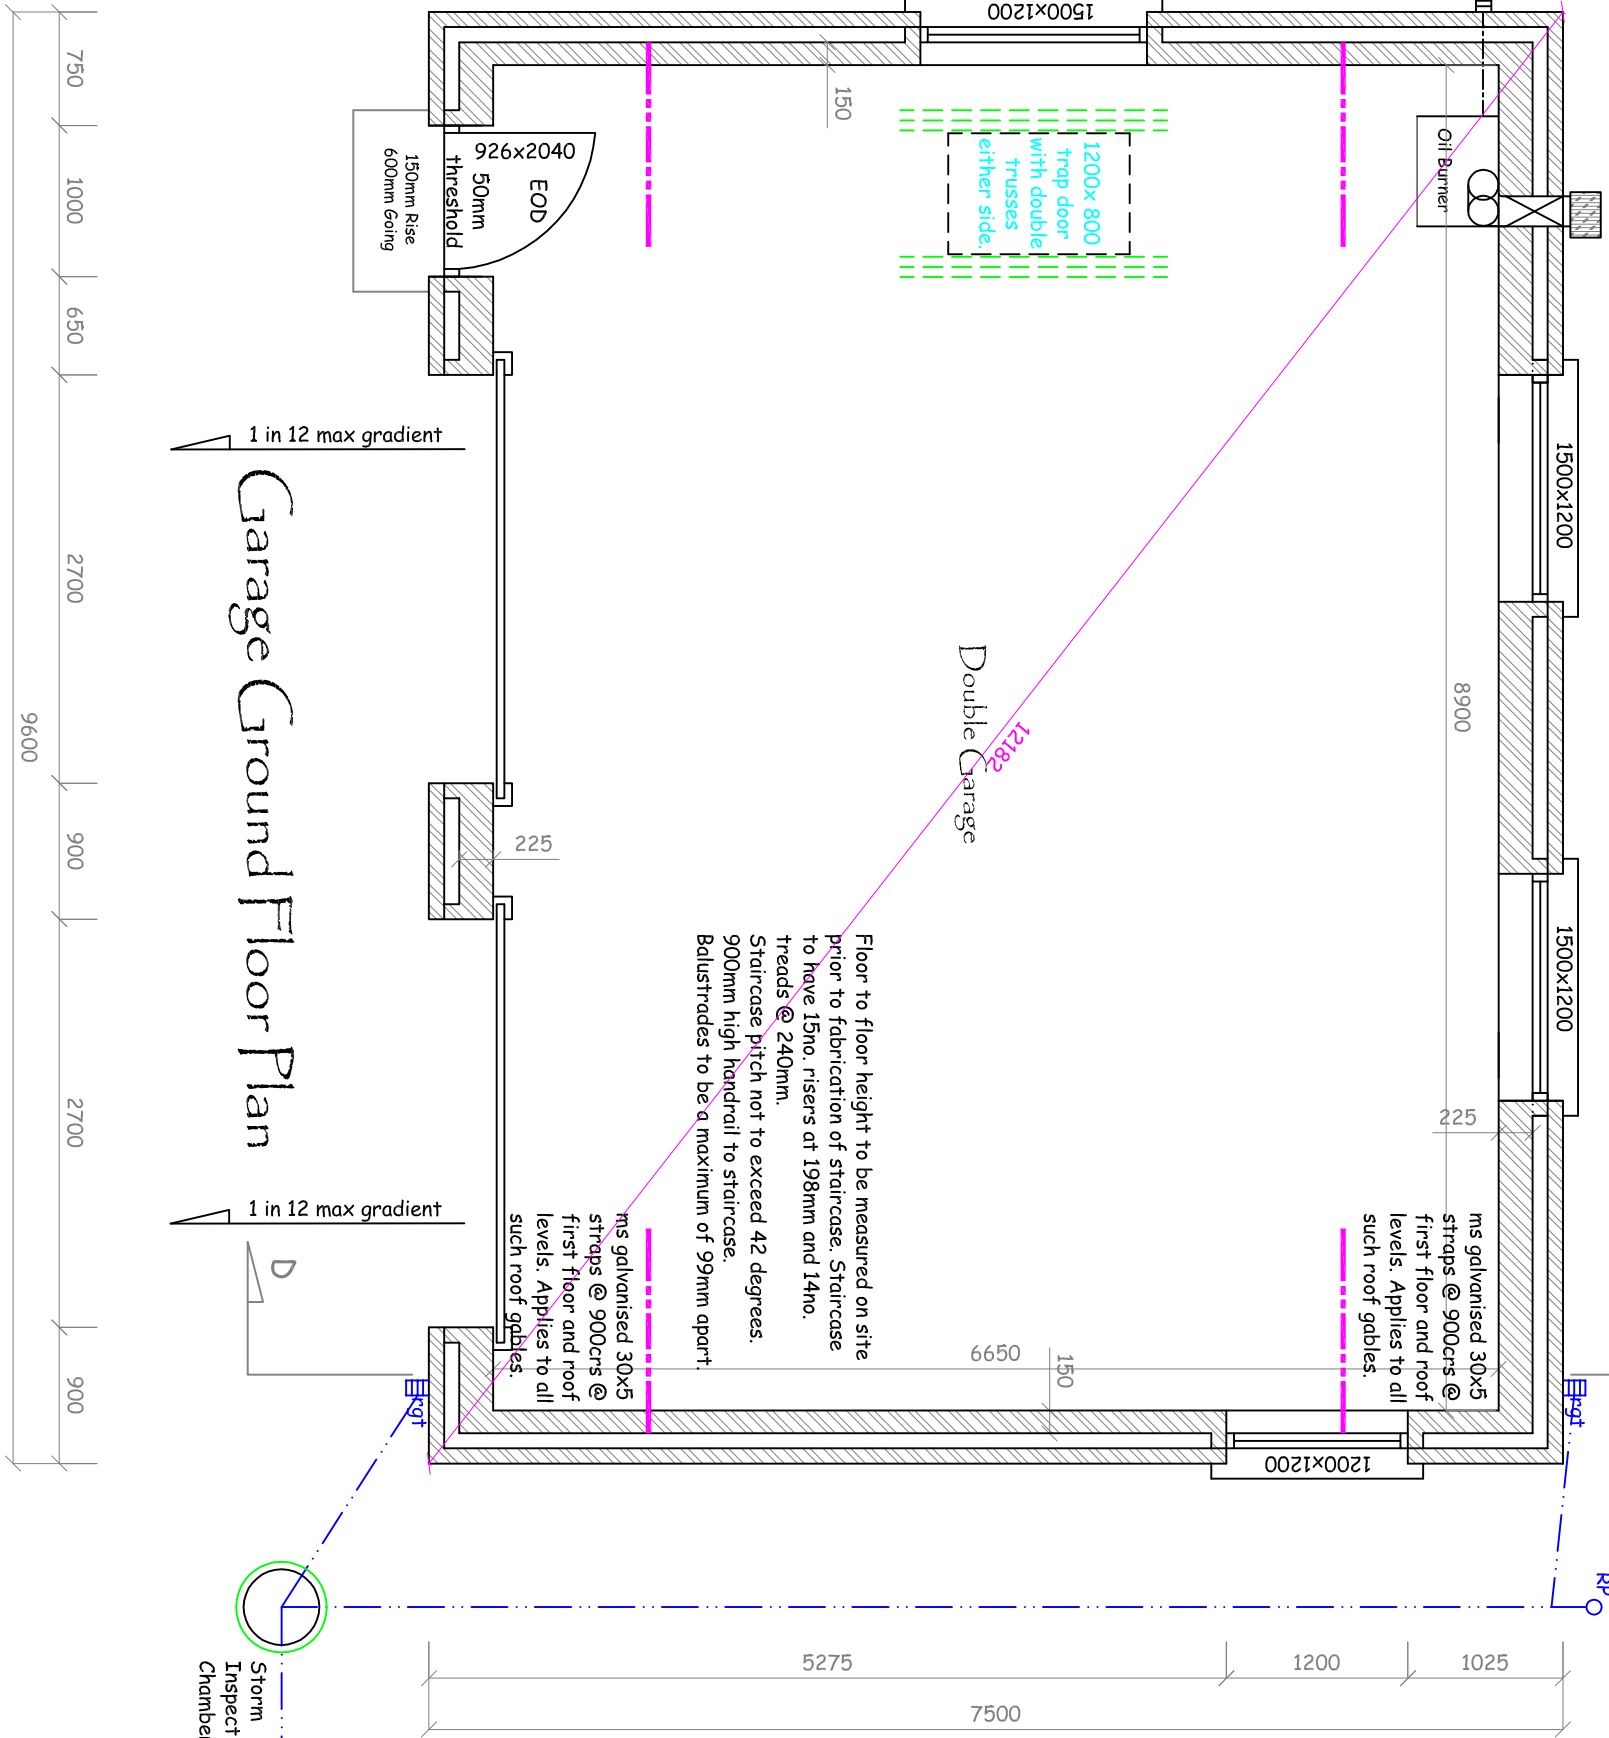 Garage Ground Floor Plan
Double Garage
12182
1500x1200
1500x1200
1500x1200
1200x1200
Oil Burner
1200x 800
trap door
with double
trusses
either side.
926x2040
EOD
50mm
threshold
150mm Rise
600mm Going
1 in 12 max gradient
1 in 12 max gradient
Floor to floor height to be measured on site
prior to fabrication of staircase. Staircase
to have 15no. risers at 198mm and 14no.
treads @ 240mm.
Staircase pitch not to exceed 42 degrees.
900mm high handrail to staircase.
Balustrades to be a maximum of 99mm apart.
ms galvanised 30x5
straps @ 900crs @
first floor and roof
levels. Applies to all
such roof gables.
ms galvanised 30x5
straps @ 900crs @
first floor and roof
levels. Applies to all
such roof gables.
150
150
225
225
8900
6650
750
1000
650
2700
900
2700
900
9600
D
rgt
rgt
RP
Storm
Inspect
Chambe
5275
1200
1025
7500